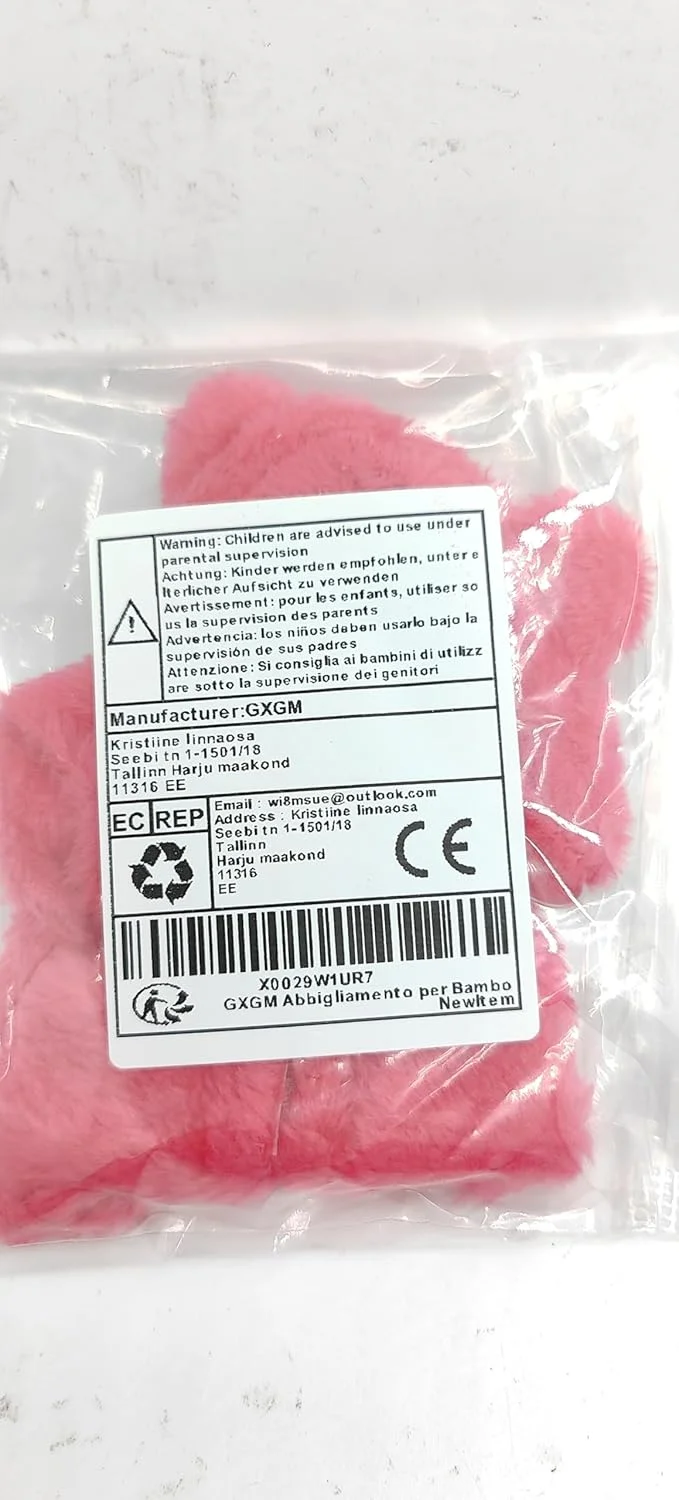 Warning: Children are advised to use under
parental supervision
Achtung: Kinder werden empfohlen, unter e
lterlicher Aufsicht zu verwenden
Avertissement: pour les enfants, utiliser so
us la supervision des parents
Advertencia: los niños deben usarlo bajo la
supervisión de sus padres
Attenzione: Si consiglia ai bambini di utilizz
are sotto la supervisione dei genitori
!
Manufacturer:GXGM
Kristiine linnaosa
Seebi tn 1-1501/18
Tallinn Harju maakond
11316 EE
EC REP
Email : wi8msue@outlook.com
Address : Kristiine linnaosa
Seebi tn 1-1501/18
Tallinn
Harju maakond
11316
EE
CE
X0029W1UR7
GXGM Abbigliamento per Bambo
NewItem